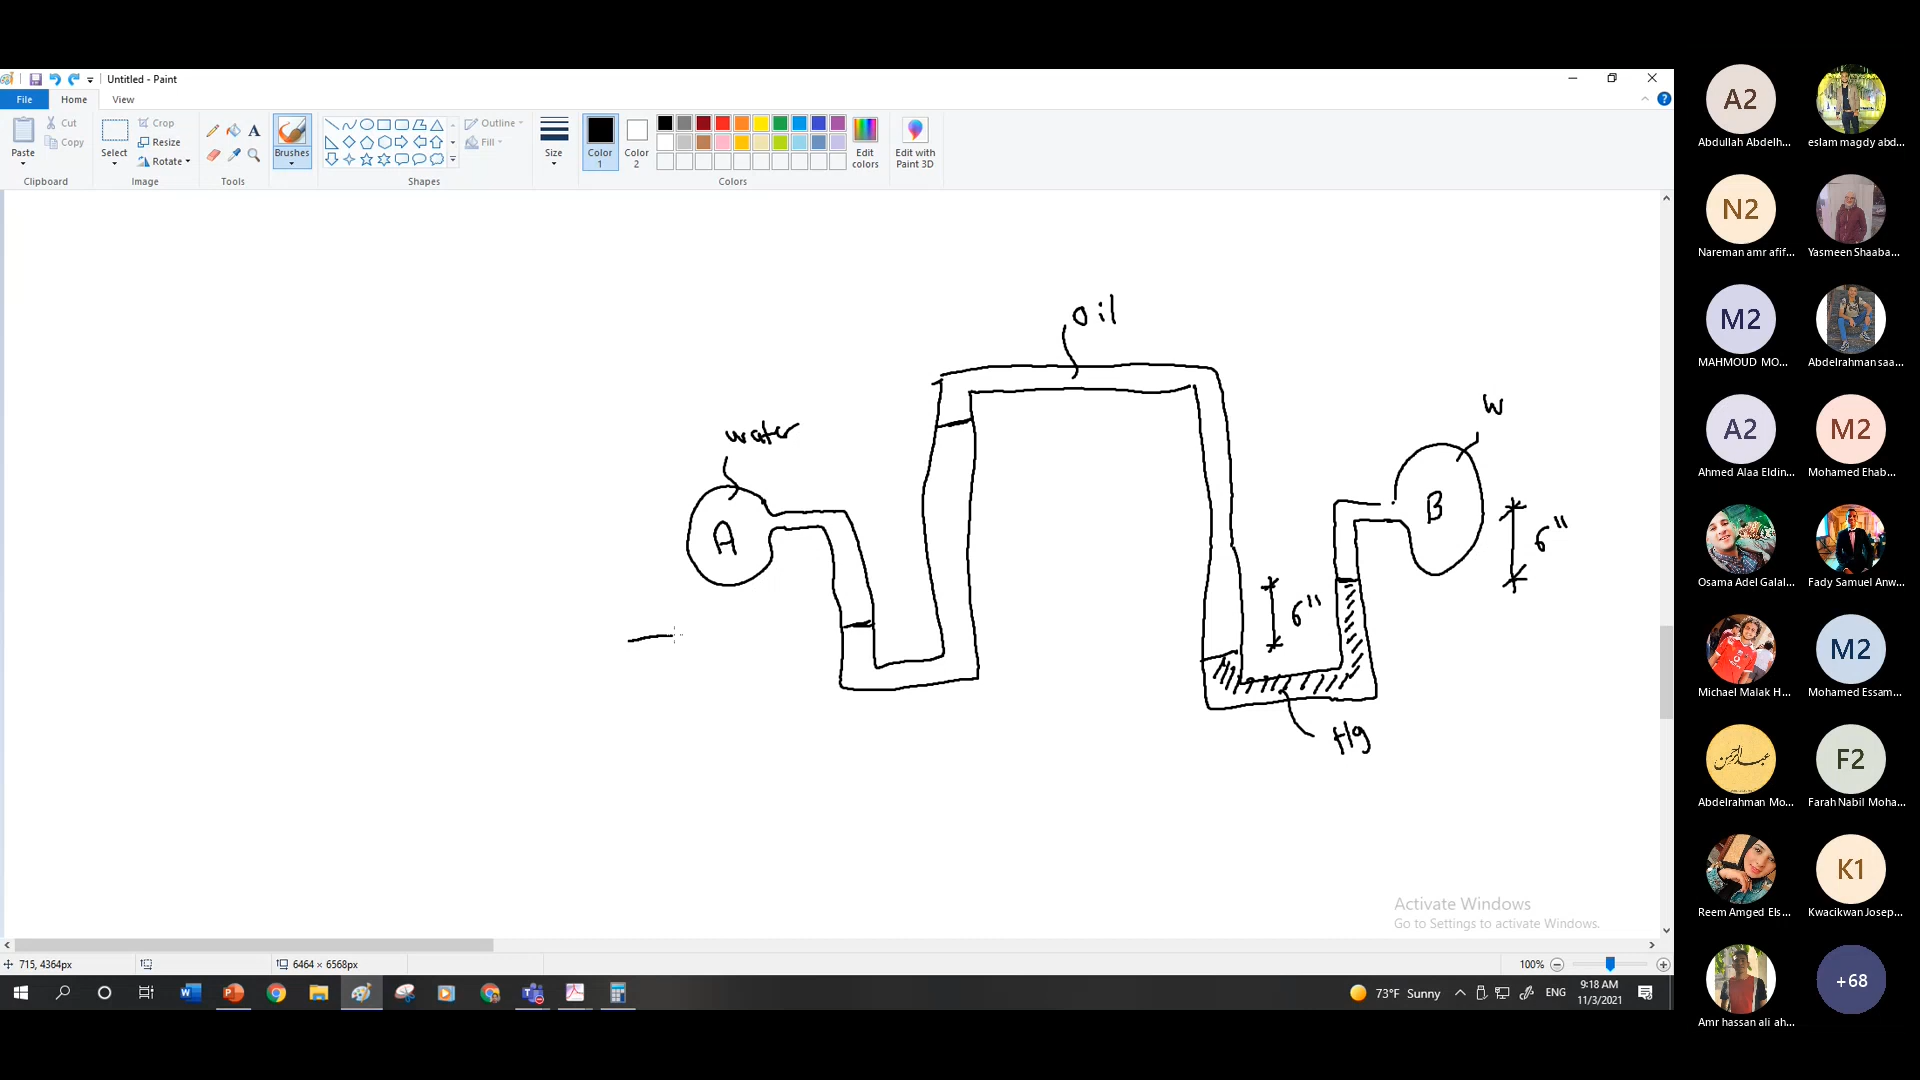 Untitled - Paint
File
Home
View
Cut
Copy
Paste
Clipboard
Crop
Resize
Rotate
Select
Image
A
Tools
Brushes
Outline
Fill
Shapes
Size
Color
1
Color
2
Edit
colors
Colors
Edit with
Paint 3D
Oil
water
w
A
B
6"
6"
Hg
Activate Windows
Go to Settings to activate Windows.
715, 4364px
6464 × 6568px
100%
73°F Sunny
ENG
9:18 AM
11/3/2021
A2
Abdullah Abdelh...
eslam magdy abd...
N2
Nareman amr afif...
Yasmeen Shaaba...
M2
MAHMOUD MO...
Abdelrahman saa...
A2
Ahmed Alaa Eldin...
M2
Mohamed Ehab...
Osama Adel Galal...
Fady Samuel Anw...
Michael Malak H...
M2
Mohamed Essam...
عبدالرحمن
Abdelrahman Mo...
F2
Farah Nabil Moha...
Reem Amged Els...
K1
Kwacikwan Josep...
Amr hassan ali ah...
+68